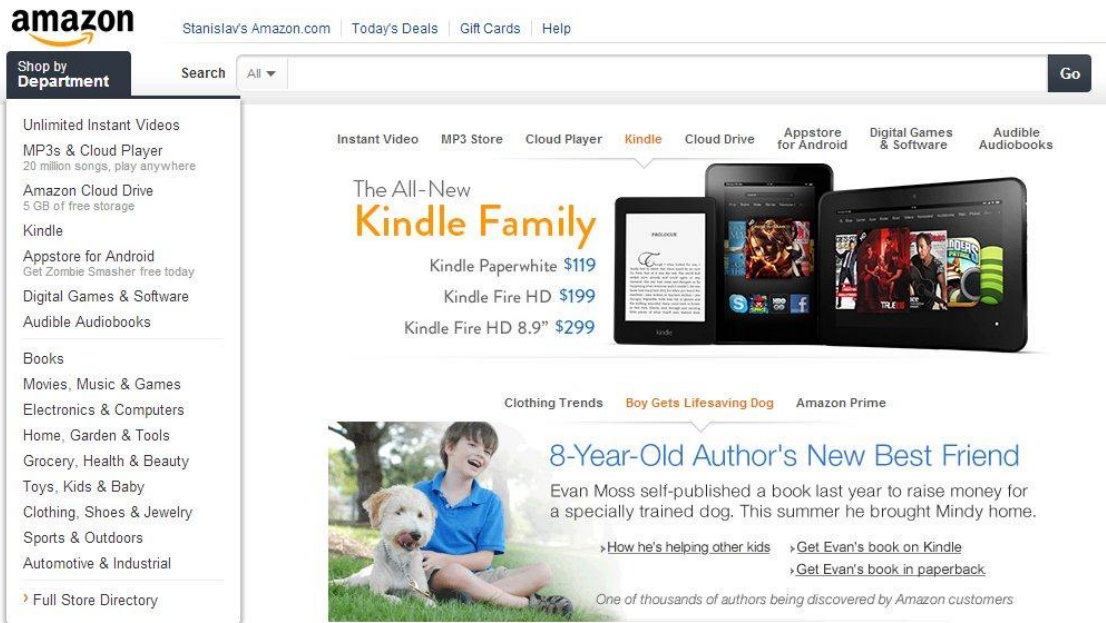 amazon
Stanislav's Amazon.com
Today's Deals
Gift Cards
Help
Shop by
Department
Search
All
Go
Unlimited Instant Videos
MP3s & Cloud Player
20 million songs, play anywhere
Amazon Cloud Drive
5 GB of free storage
Kindle
Appstore for Android
Get Zombie Smasher free today
Digital Games & Software
Audible Audiobooks
Books
Movies, Music & Games
Electronics & Computers
Home, Garden & Tools
Grocery, Health & Beauty
Toys, Kids & Baby
Clothing, Shoes & Jewelry
Sports & Outdoors
Automotive & Industrial
Full Store Directory
Instant Video
MP3 Store
Cloud Player
Kindle
Cloud Drive
Appstore
for Android
Digital Games
& Software
Audible
Audiobooks
The All-New
Kindle Family
Kindle Paperwhite $119
Kindle Fire HD $199
Kindle Fire HD 8.9" $299
PROLOGUE
kindle
Clothing Trends
Boy Gets Lifesaving Dog
Amazon Prime
8-Year-Old Author's New Best Friend
Evan Moss self-published a book last year to raise money for
a specially trained dog. This summer he brought Mindy home.
How he's helping other kids
Get Evan's book on Kindle
Get Evan's book in paperback
One of thousands of authors being discovered by Amazon customers